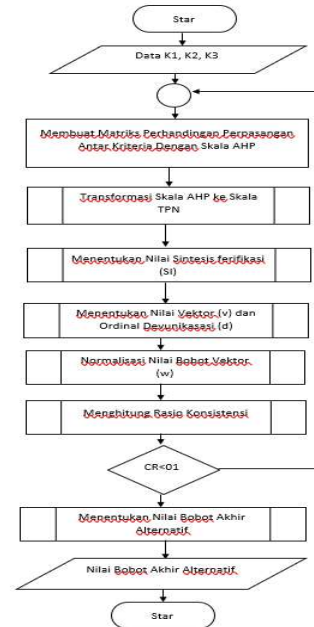 Star
Data K1, K2, K3
Membuat Matriks Perbandingan Perpasangan
Antar Kriteria Dengan Skala AHP
Transformasi Skala AHP ke Skala
TPN
Menentukan Nilai Sintesis ferifikasi
(SI)
Menentukan Nilai Vektor (v) dan
Ordinal Devunikasasi (d)
Normalisasi Nilai Bobot Vektor
(w)
Menghitung Rasio Konsistensi
CR<01
Menentukan Nilai Bobot Akhir
Alternatif
Nilai Bobot Akhir Alternatif
Star